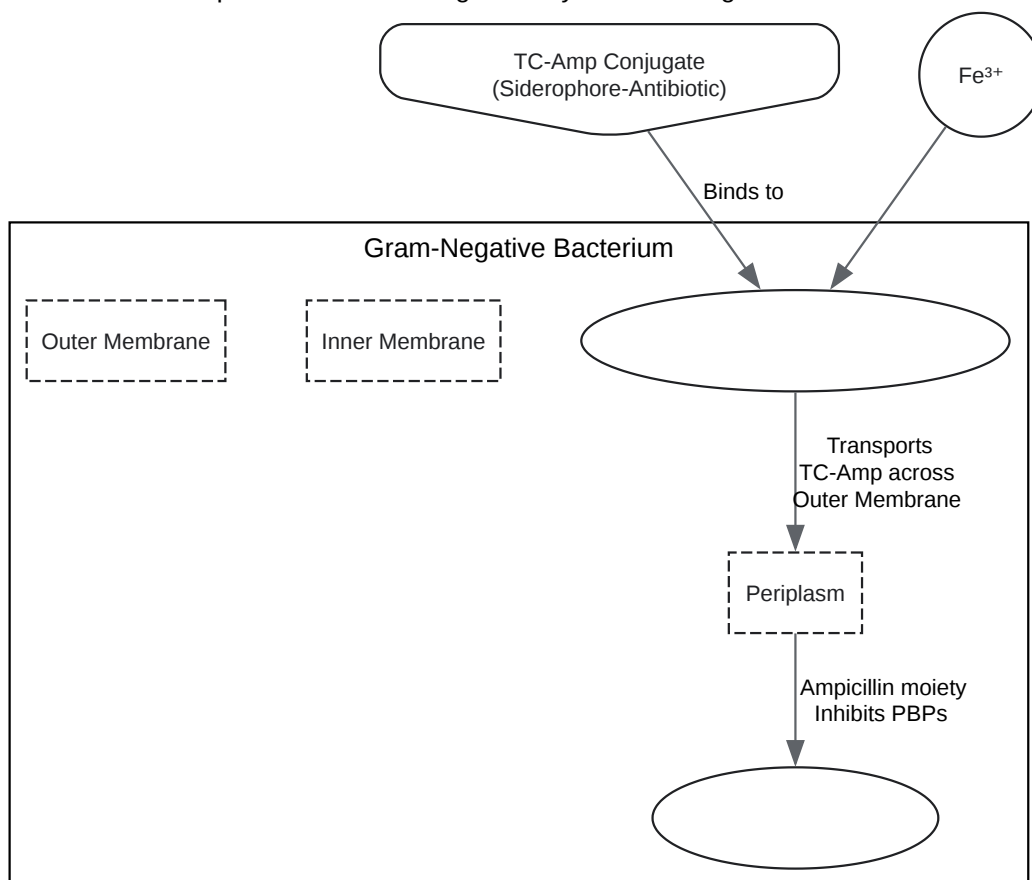 TC-Amp Conjugate
(Siderophore-Antibiotic)
Fe³⁺
Binds to
Gram-Negative Bacterium
Outer Membrane
Inner Membrane
Transports
TC-Amp across
Outer Membrane
Periplasm
Ampicillin moiety
Inhibits PBPs